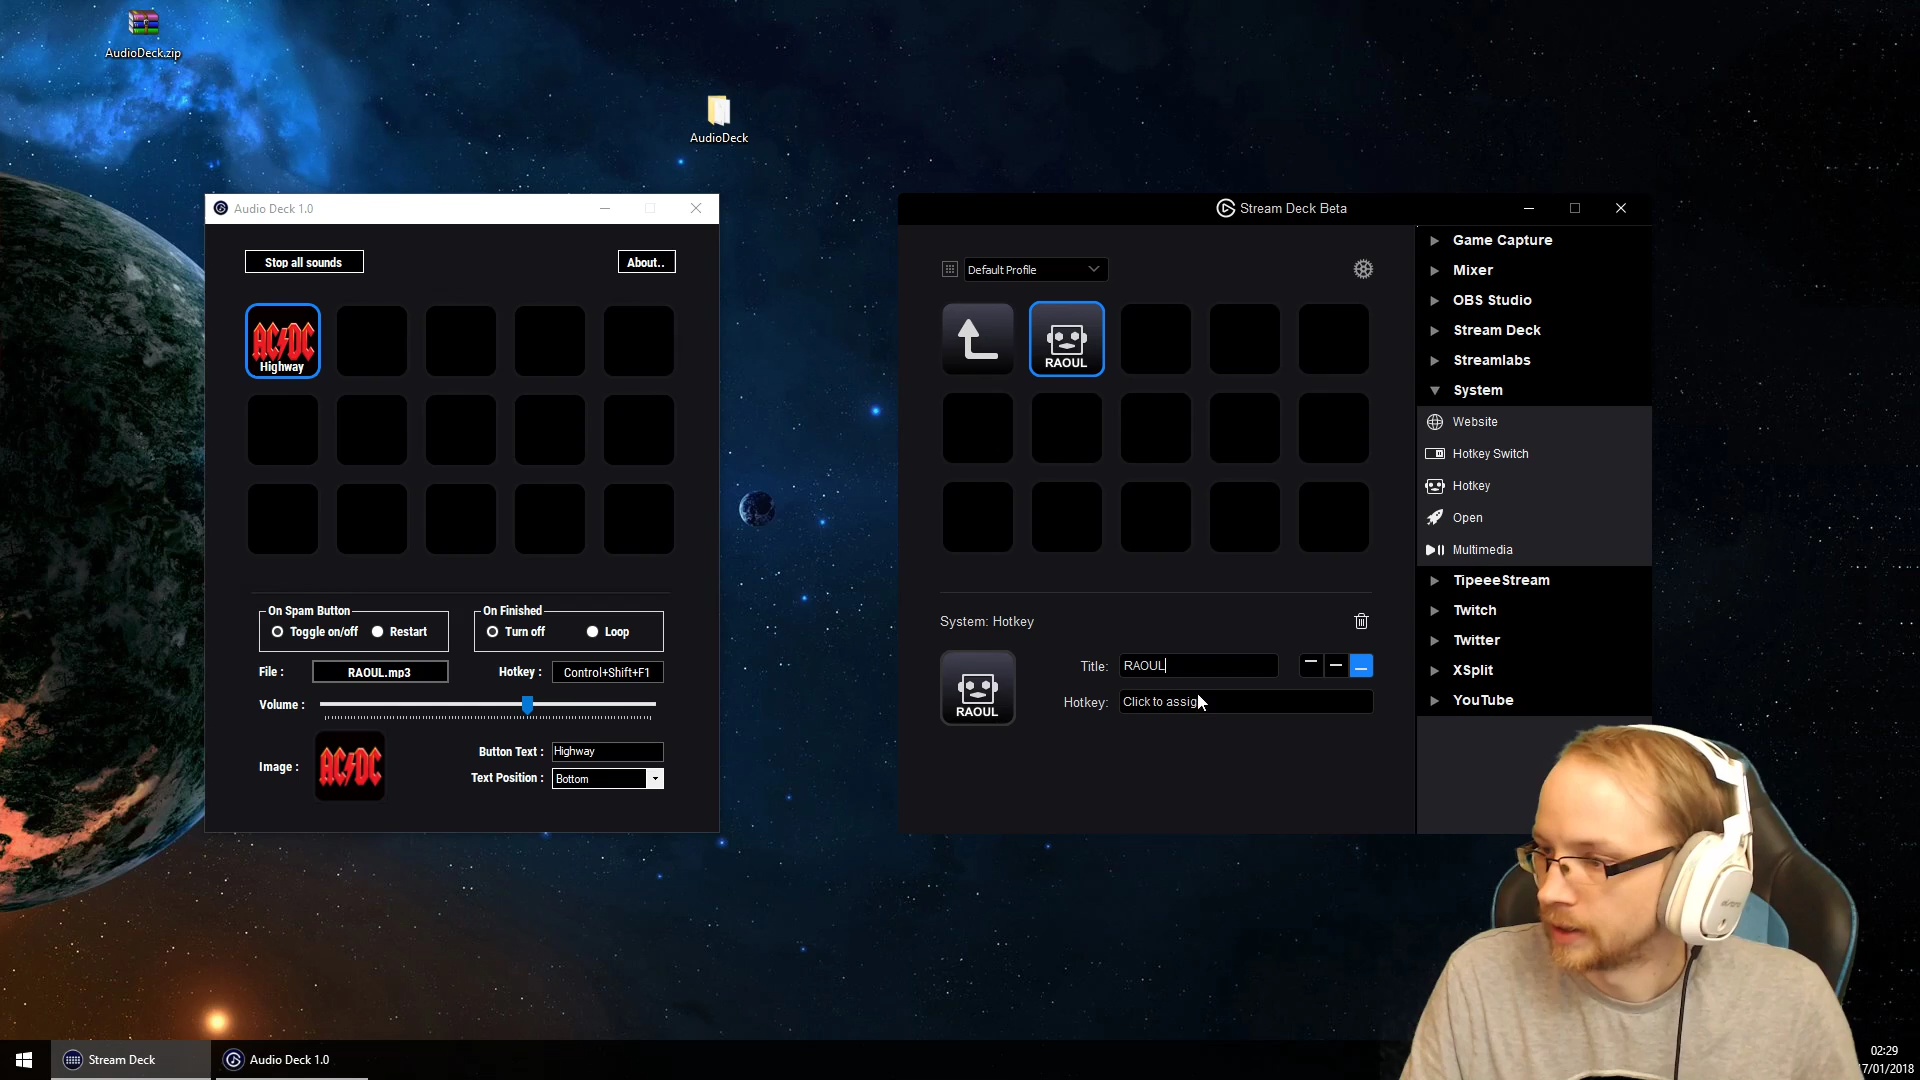 AudioDeck.zip
AudioDeck
Audio Deck 1.0
Stop all sounds
About..
AC/DC
Highway
On Spam Button
Toggle on/off
Restart
On Finished
Turn off
Loop
File :
RAOUL.mp3
Hotkey :
Control+Shift+F1
Volume :
Image :
AC/DC
Button Text :
Highway
Text Position :
Bottom
Stream Deck Beta
Default Profile
RAOUL
System: Hotkey
RAOUL
Title:
RAOUL
Hotkey:
Click to assig
Game Capture
Mixer
OBS Studio
Stream Deck
Streamlabs
System
Website
Hotkey Switch
Hotkey
Open
Multimedia
TipeeeStream
Twitch
Twitter
XSplit
YouTube
Stream Deck
Audio Deck 1.0
02:29
7/01/2018